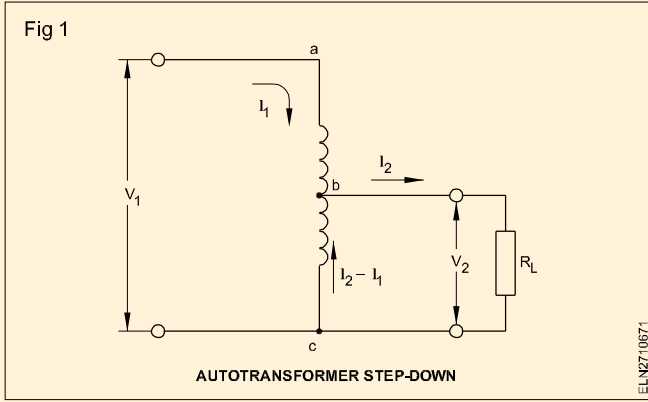 Fig 1
a
I1
I2
b
V1
V2
RL
I2 – I1
c
AUTOTRANSFORMER STEP-DOWN
ELN2710671